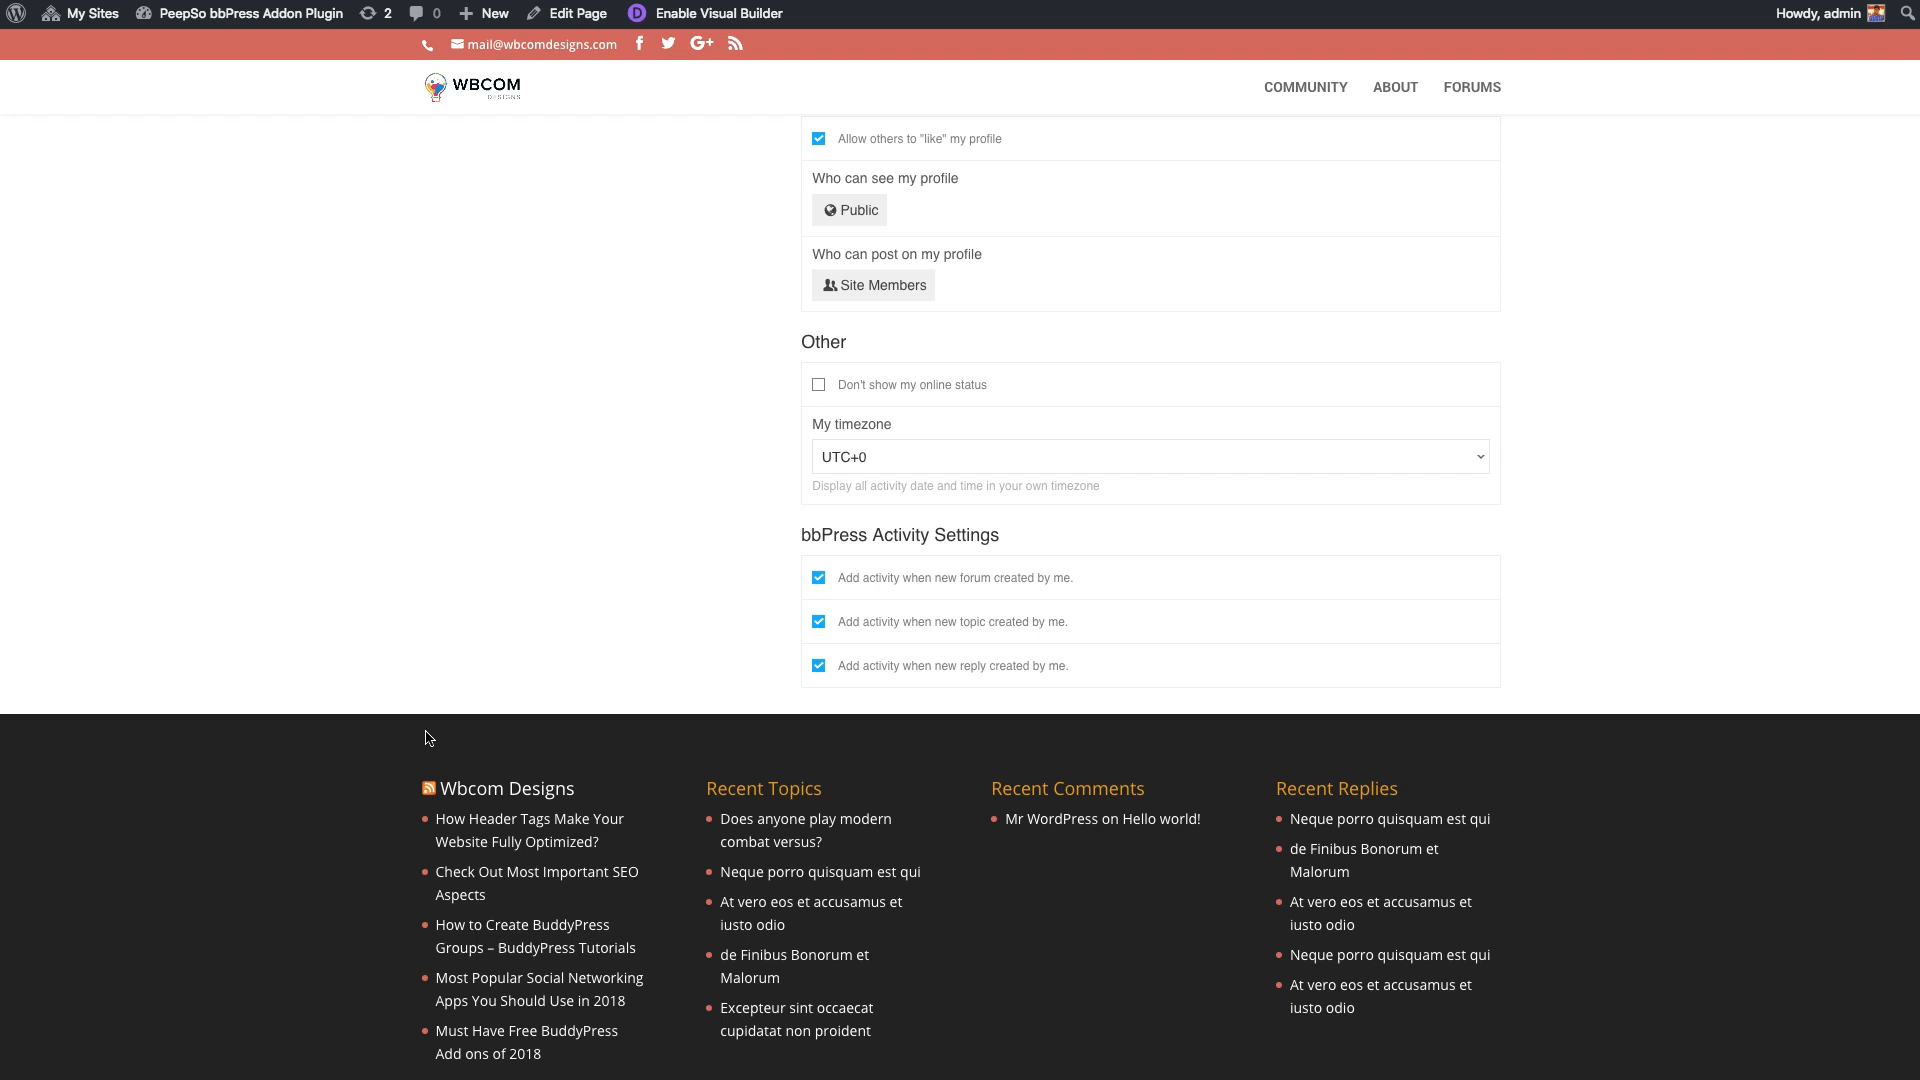 My Sites PeepSo bbPress Addon Plugin 2 0 New Edit Page Enable Visual Builder Howdy, admin
mail@wbcomdesigns.com
WBCOM
DESIGNS
COMMUNITY ABOUT FORUMS
Allow others to "like" my profile
Who can see my profile
Public
Who can post on my profile
Site Members
Other
Don't show my online status
My timezone
UTC+0
Display all activity date and time in your own timezone
bbPress Activity Settings
Add activity when new forum created by me.
Add activity when new topic created by me.
Add activity when new reply created by me.
Wbcom Designs
How Header Tags Make Your
Website Fully Optimized?
Check Out Most Important SEO
Aspects
How to Create BuddyPress
Groups – BuddyPress Tutorials
Most Popular Social Networking
Apps You Should Use in 2018
Must Have Free BuddyPress
Add ons of 2018
Recent Topics
Does anyone play modern
combat versus?
Neque porro quisquam est qui
At vero eos et accusamus et
iusto odio
de Finibus Bonorum et
Malorum
Excepteur sint occaecat
cupidatat non proident
Recent Comments
Mr WordPress on Hello world!
Recent Replies
Neque porro quisquam est qui
de Finibus Bonorum et
Malorum
At vero eos et accusamus et
iusto odio
Neque porro quisquam est qui
At vero eos et accusamus et
iusto odio